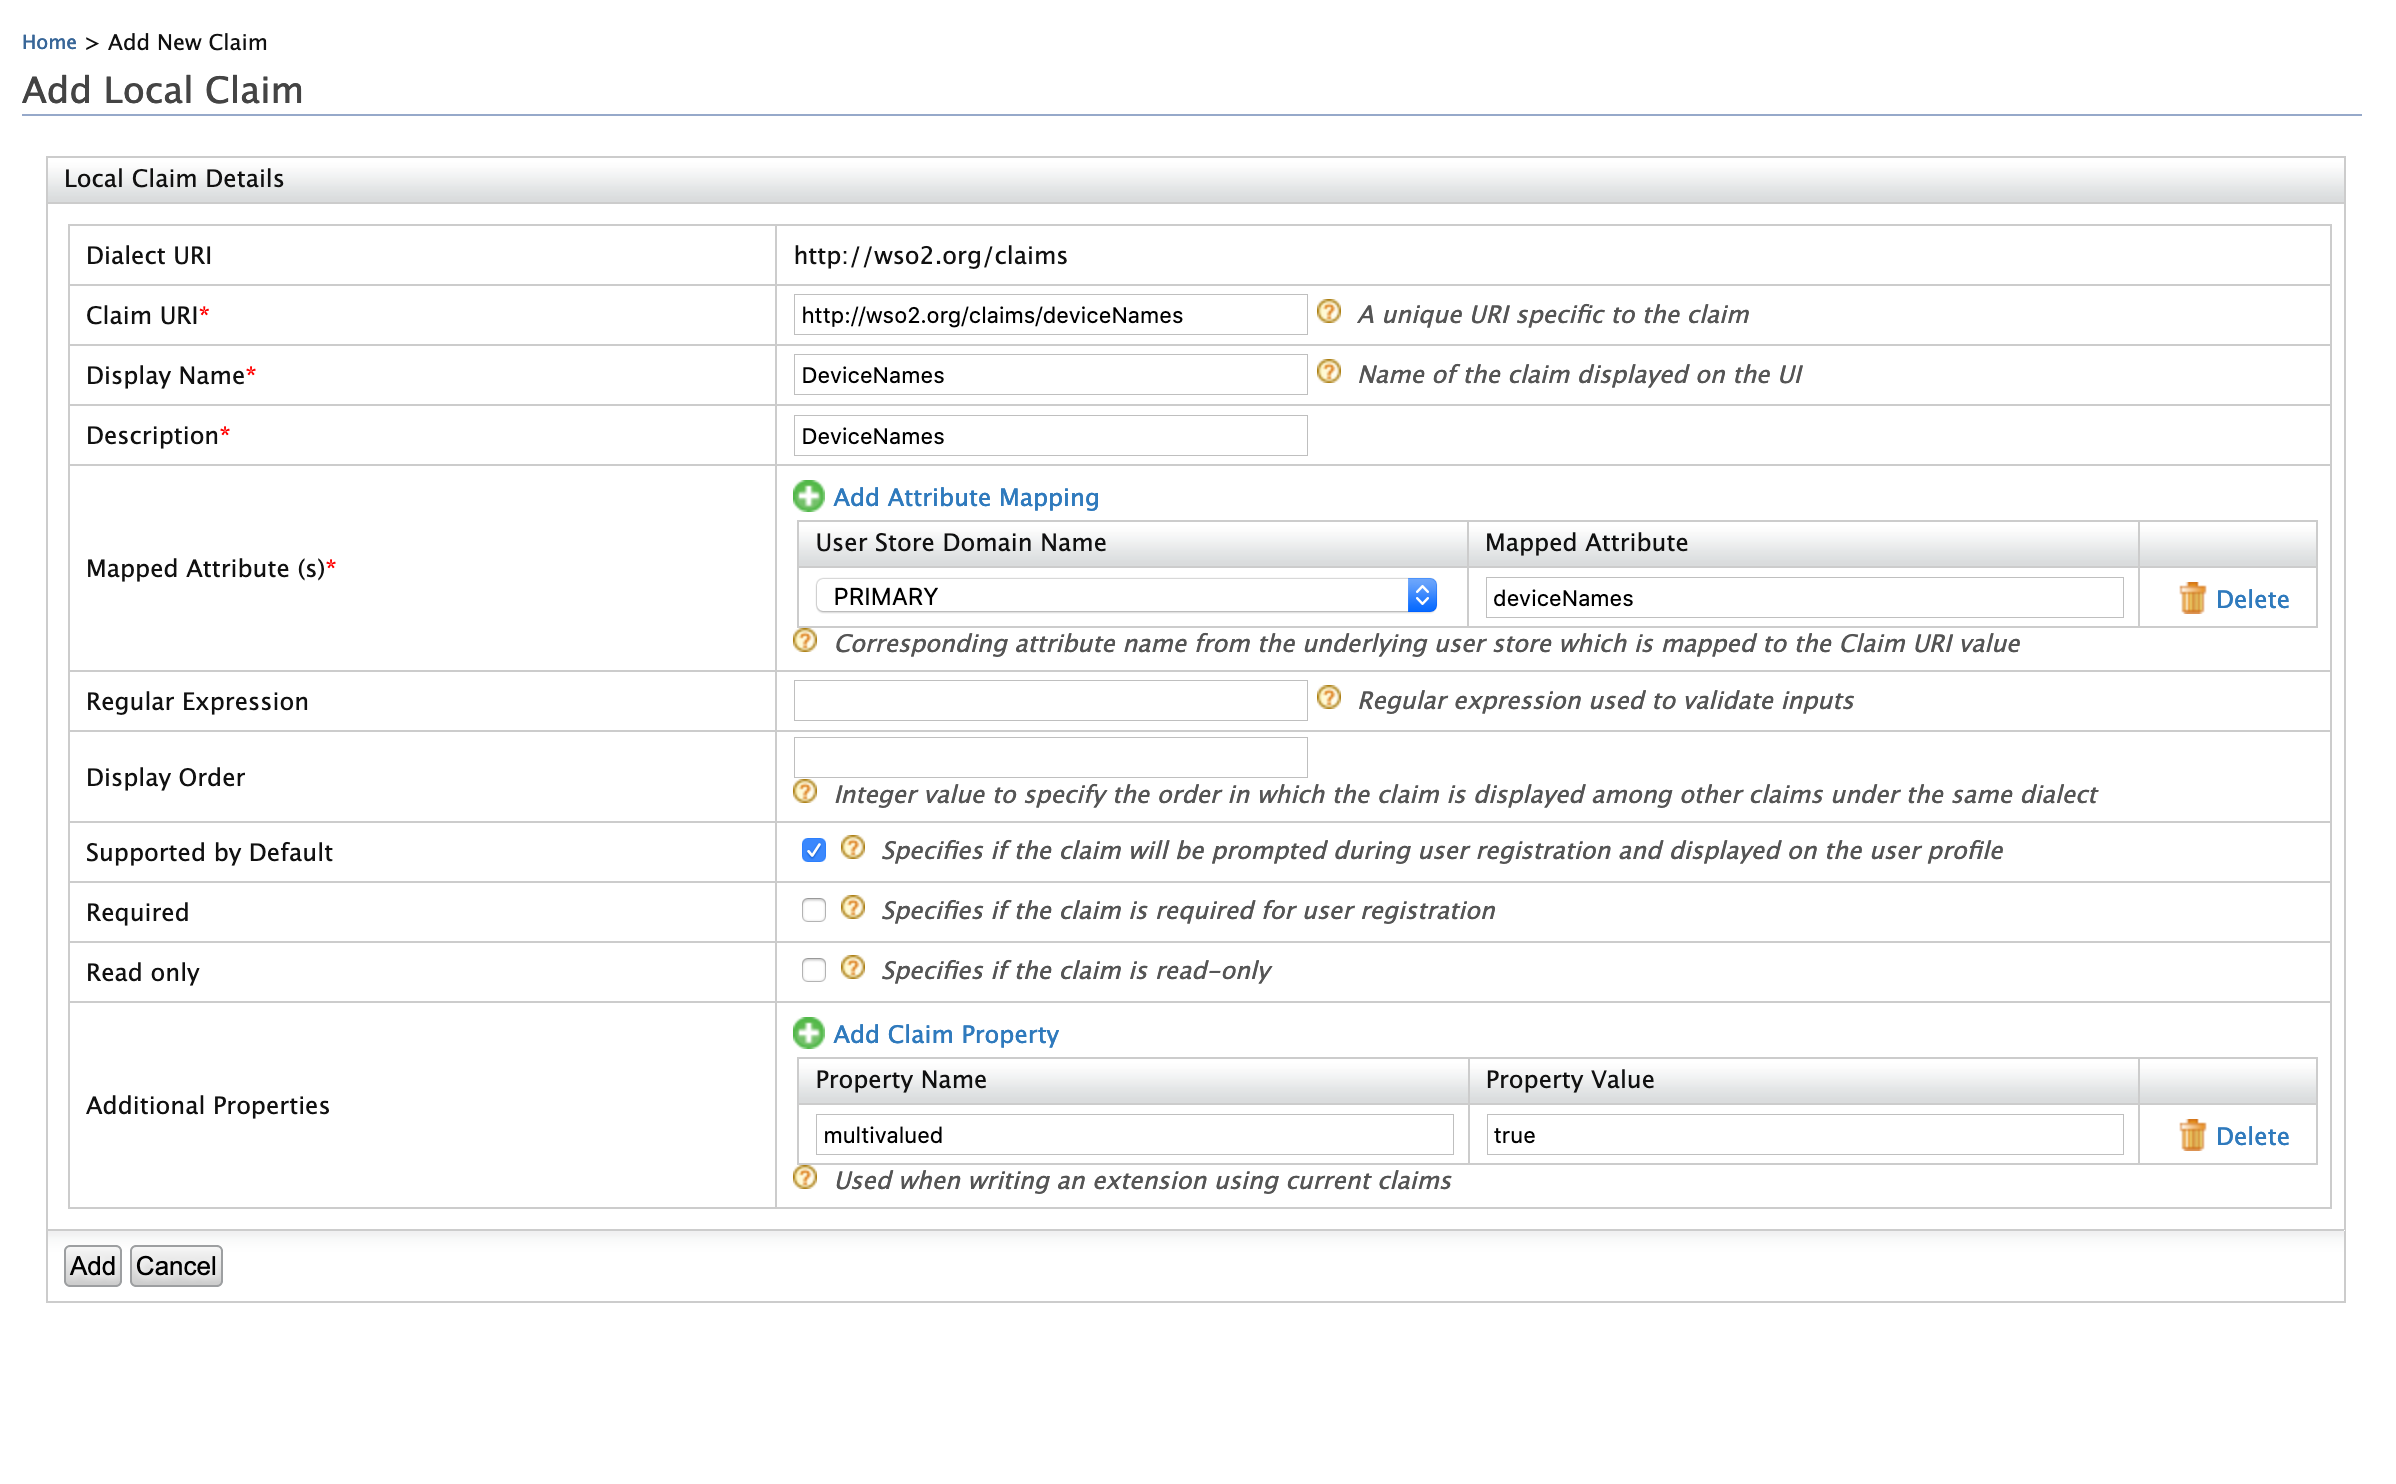 Home > Add New Claim
Add Local Claim
Local Claim Details
Dialect URI http://wso2.org/claims
Claim URI* http://wso2.org/claims/deviceNames A unique URI specific to the claim
Display Name* DeviceNames Name of the claim displayed on the UI
Description* DeviceNames
Add Attribute Mapping
User Store Domain Name Mapped Attribute
Mapped Attribute (s)*
PRIMARY deviceNames Delete
Corresponding attribute name from the underlying user store which is mapped to the Claim URI value
Regular Expression Regular expression used to validate inputs
Display Order
Integer value to specify the order in which the claim is displayed among other claims under the same dialect
Supported by Default Specifies if the claim will be prompted during user registration and displayed on the user profile
Required Specifies if the claim is required for user registration
Read only Specifies if the claim is read-only
Add Claim Property
Property Name Property Value
Additional Properties
multivalued true Delete
Used when writing an extension using current claims
Add Cancel